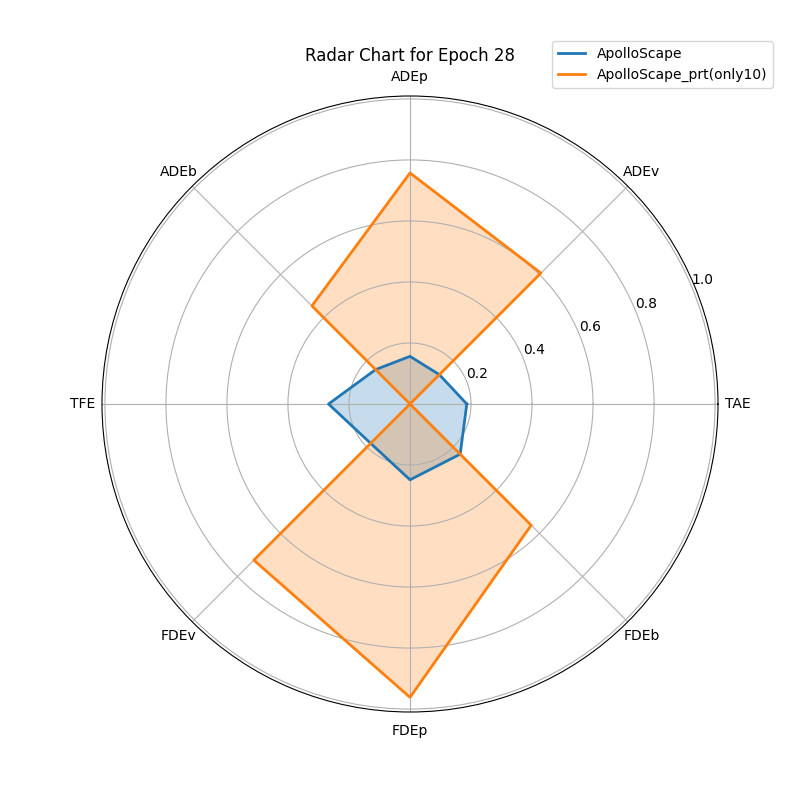 Radar Chart for Epoch 28
ApolloScape
ApolloScape_prt(only10)
ADEp
ADEb
ADEv
1.0
0.8
0.6
0.4
0.2
TFE
TAE
FDEv
FDEb
FDEp